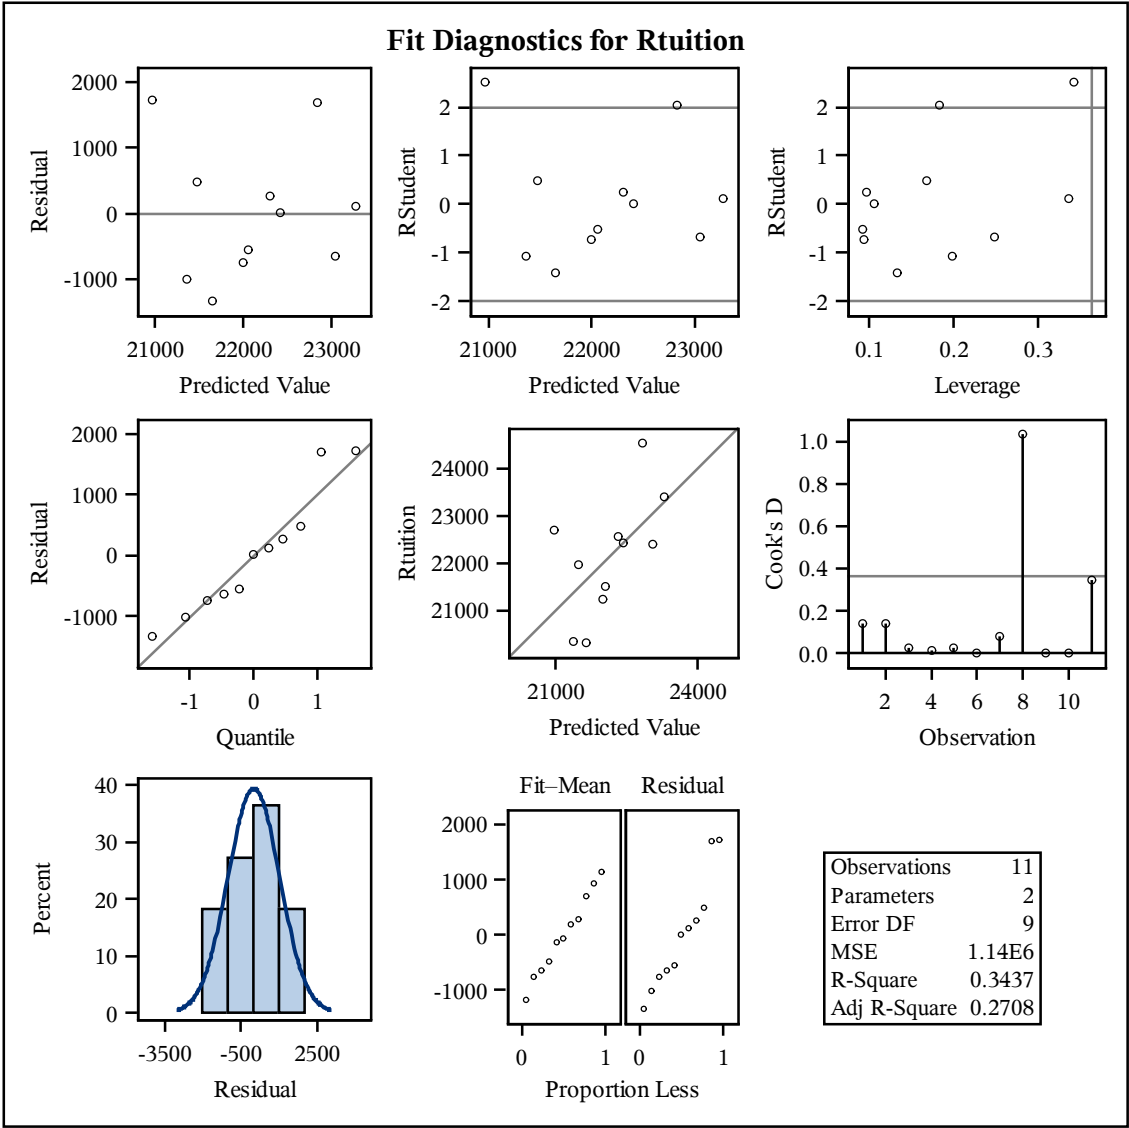 Fit Diagnostics for Rtuition
2000
1000
0
-1000
Residual
21000 22000 23000
Predicted Value
2
1
0
-1
-2
RStudent
21000 22000 23000
Predicted Value
2
1
0
-1
-2
RStudent
0.1 0.2 0.3
Leverage
2000
1000
0
-1000
Residual
-1 0 1
Quantile
24000
23000
22000
21000
Rtuition
21000 24000
Predicted Value
1.0
0.8
0.6
0.4
0.2
0.0
Cook's D
2 4 6 8 10
Observation
40
30
20
10
0
Percent
-3500 -500 2500
Residual
Fit–Mean Residual
2000
1000
0
-1000
0 1 0 1
Proportion Less
Observations 11
Parameters 2
Error DF 9
MSE 1.14E6
R-Square 0.3437
Adj R-Square 0.2708